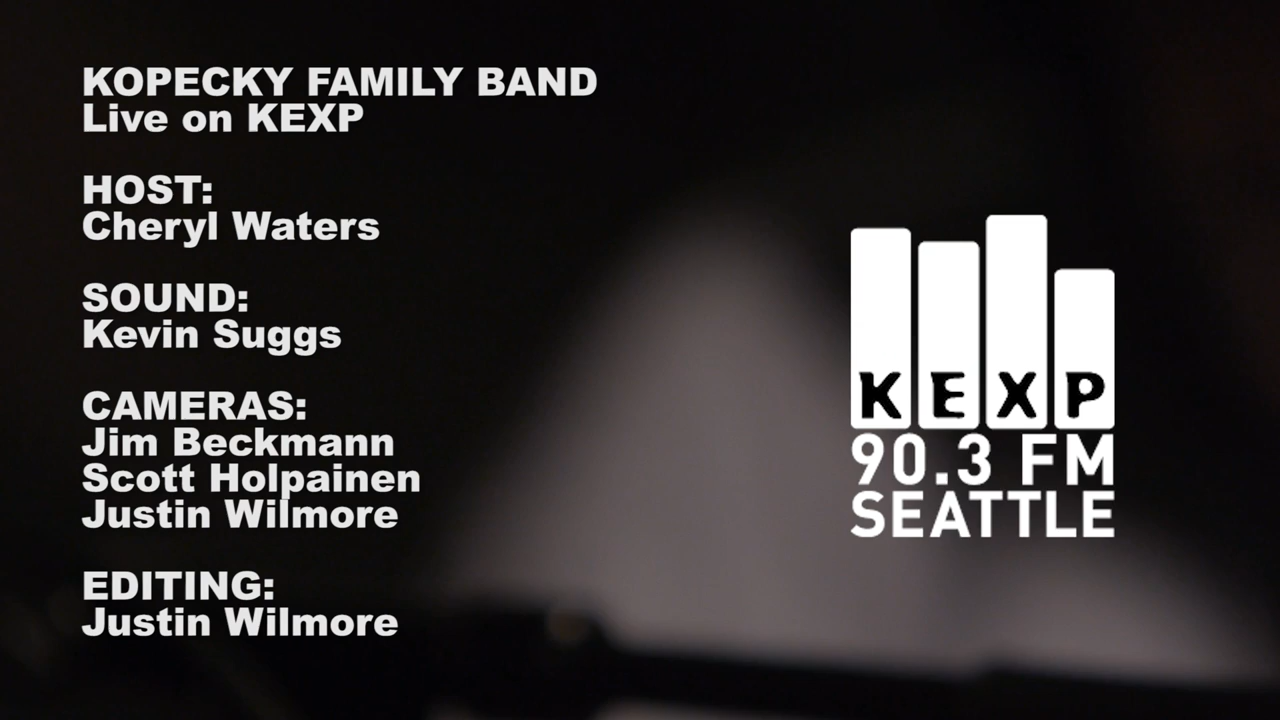 KOPECKY FAMILY BAND
Live on KEXP
HOST:
Cheryl Waters
SOUND:
Kevin Suggs
CAMERAS:
Jim Beckmann
Scott Holpainen
Justin Wilmore
EDITING:
Justin Wilmore
KEXP
90.3 FM
SEATTLE